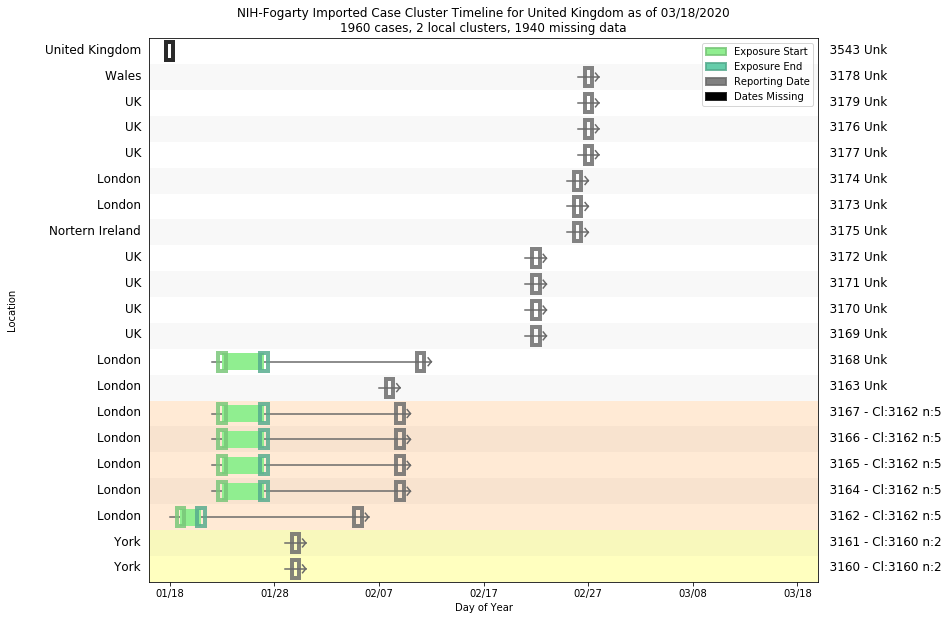 NIH-Fogarty Imported Case Cluster Timeline for United Kingdom as of 03/18/2020
1960 cases, 2 local clusters, 1940 missing data
Exposure Start
Exposure End
Reporting Date
Dates Missing
United Kingdom 3543 Unk
Wales 3178 Unk
UK 3179 Unk
UK 3176 Unk
UK 3177 Unk
London 3174 Unk
London 3173 Unk
Nortern Ireland 3175 Unk
UK 3172 Unk
UK 3171 Unk
UK 3170 Unk
UK 3169 Unk
London 3168 Unk
London 3163 Unk
London 3167 - Cl:3162 n:5
London 3166 - Cl:3162 n:5
London 3165 - Cl:3162 n:5
London 3164 - Cl:3162 n:5
London 3162 - Cl:3162 n:5
York 3161 - Cl:3160 n:2
York 3160 - Cl:3160 n:2
Location
01/18 01/28 02/07 02/17 02/27 03/08 03/18
Day of Year